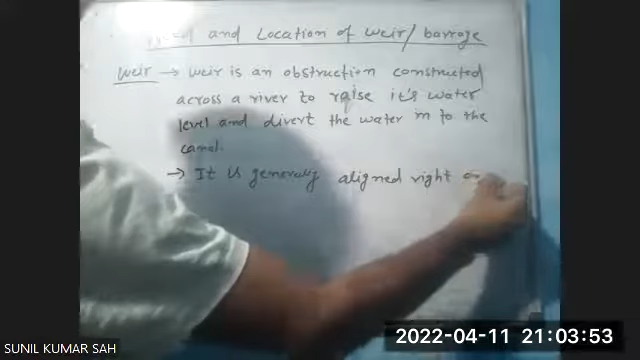 and Location of weir/barrage
weir → weir is an obstruction constructed
across a river to raise it's water
level and divert the water in to the
canal.
→ It is generally aligned right
SUNIL KUMAR SAH
2022-04-11 21:03:53